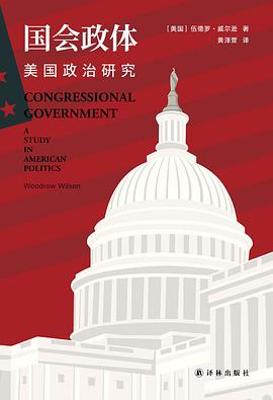 国会政体
美国政治研究
[美国] 伍德罗·威尔逊 著
黄泽萱 译
CONGRESSIONAL
GOVERNMENT
A
STUDY
IN
AMERICAN
POLITICS
Woodrow Wilson
译林出版社